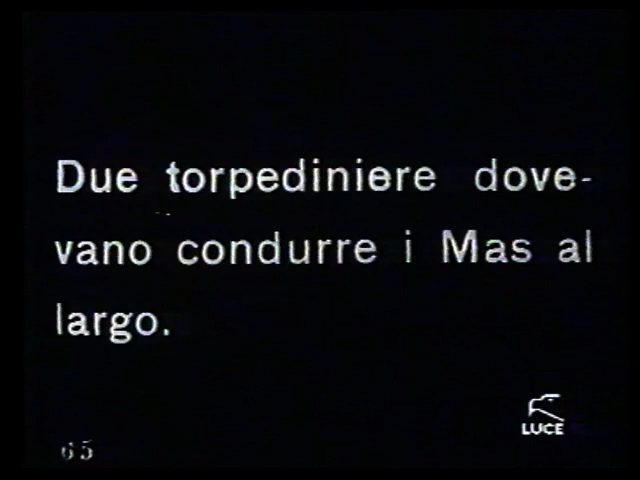 Due torpediniere dove-
vano condurre i Mas al
largo.
LUCE
65